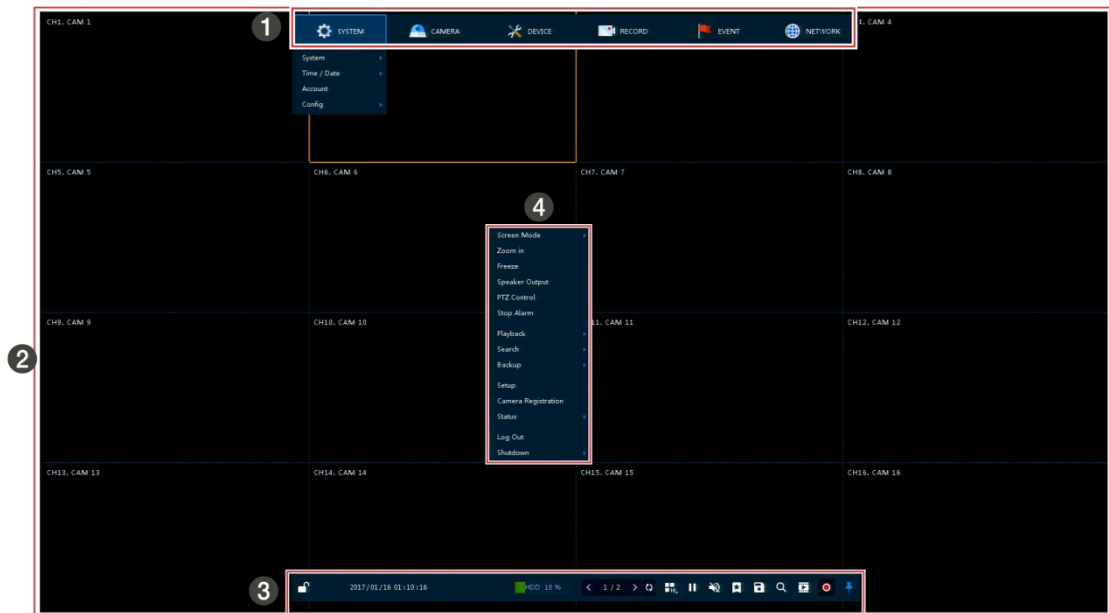 1
CH1. CAM 1
SYSTEM CAMERA DEVICE RECORD EVENT NETWORK
CAM 4
System
Time / Date
Account
Config
CH5. CAM 5 CH6. CAM 6 CH7. CAM 7 CH8. CAM 8
4
Screen Mode
Zoom in
Freeze
Speaker Output
PTZ Control
Stop Alarm
CH9. CAM 9 CH10. CAM 10 11. CAM 11 CH12. CAM 12
Playback
Search
Backup
2
Setup
Camera Registration
Status
Log Out
Shutdown
CH13. CAM 13 CH14. CAM 14 CH15. CAM 15 CH16. CAM 16
3
2017/01/16 01:10:16 HDD 18 % 1 / 2 16